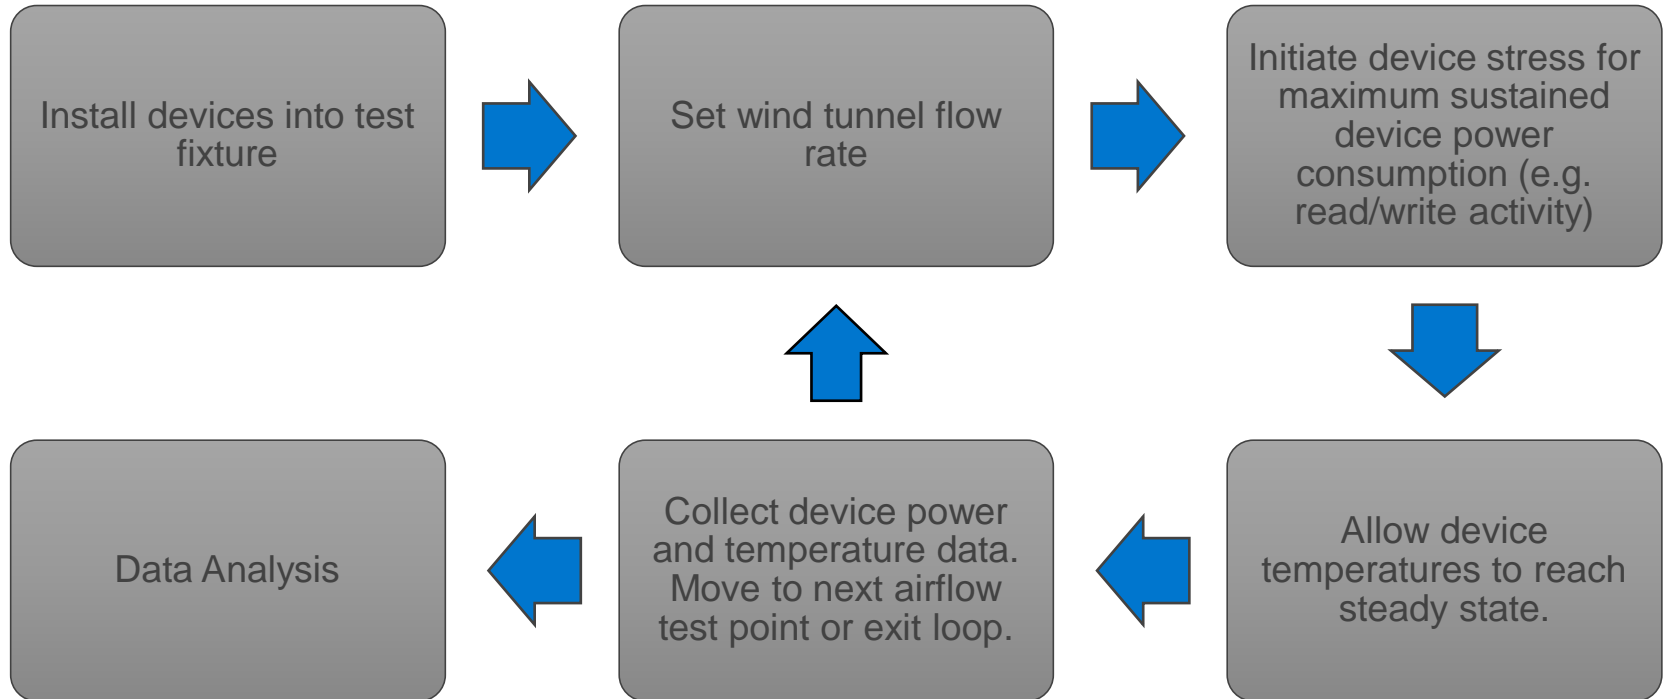 Install devices into test
fixture
Set wind tunnel flow
rate
Initiate device stress for
maximum sustained
device power
consumption (e.g.
read/write activity)
Allow device
temperatures to reach
steady state.
Collect device power
and temperature data.
Move to next airflow
test point or exit loop.
Data Analysis